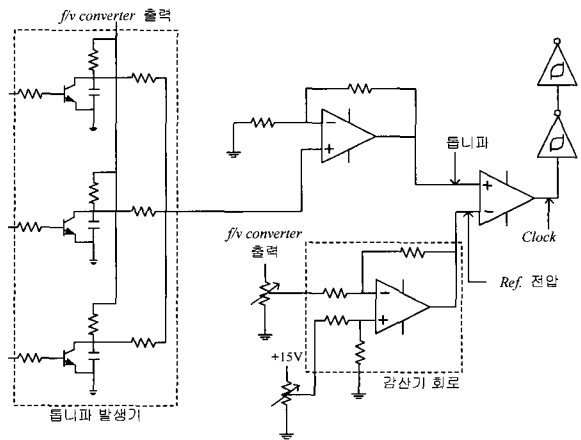 f/v converter 출력
톱니파
f/v converter
출력
Clock
Ref. 전압
+15V
감산기 회로
톱니파 발생기